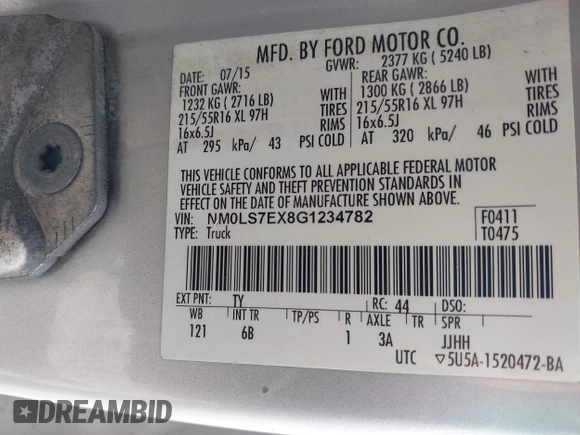 MFD. BY FORD MOTOR CO.
DATE: 07/15 GVWR: 2377 KG ( 5240 LB)
FRONT GAWR: REAR GAWR:
1232 KG ( 2716 LB) WITH 1300 KG ( 2866 LB) WITH
215/55R16 XL 97H TIRES 215/55R16 XL 97H TIRES
16x6.5J RIMS 16x6.5J RIMS
AT 295 kPa/ 43 PSI COLD AT 320 kPa/ 46 PSI COLD
THIS VEHICLE CONFORMS TO ALL APPLICABLE FEDERAL MOTOR
VEHICLE SAFETY AND THEFT PREVENTION STANDARDS IN
EFFECT ON THE DATE OF MANUFACTURE SHOWN ABOVE.
VIN: NM0LS7EX8G1234782 F0411
TYPE: Truck T0475
EXT PNT: TY RC: 44 DSO:
WB INT TR TP/PS R AXLE TR SPR
121 6B 1 3A JJHH
UTC ▽5U5A-1520472-BA
DREAMBID